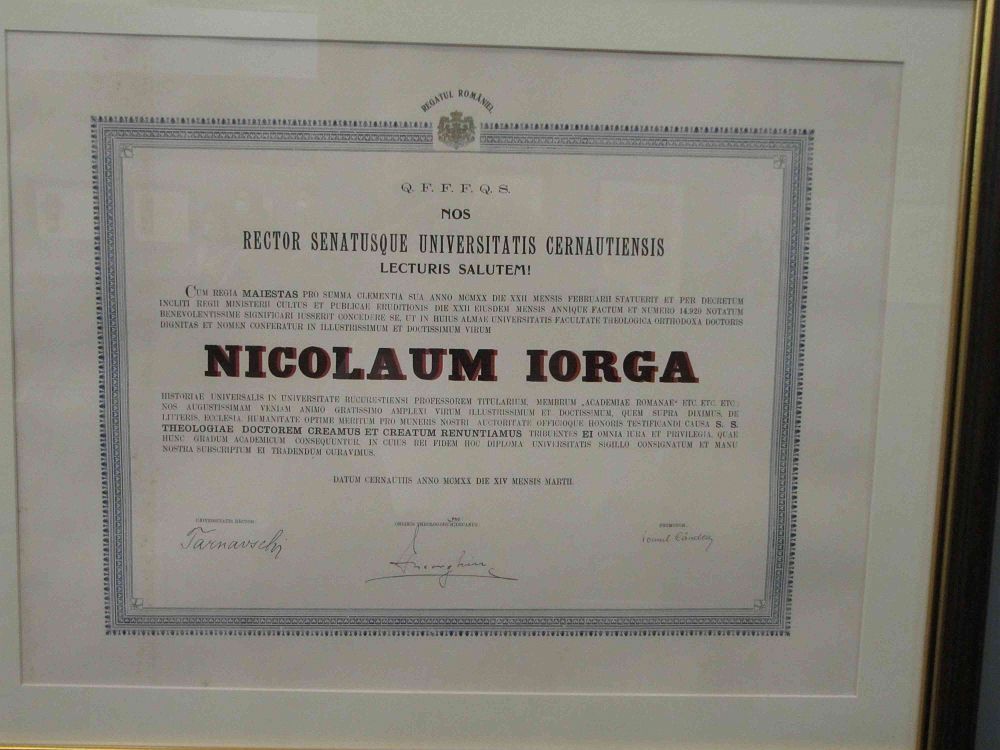 REGATUL ROMÂNIEI
Q. F. F. F. Q. S.
NOS
RECTOR SENATUSQUE UNIVERSITATIS CERNAUTIENSIS
LECTURIS SALUTEM!
CUM REGIA MAIESTAS PRO SUMMA CLEMENTIA SUA ANNO MCMXX DIE XXII MENSIS FEBRUARII STATUERIT ET PER DECRETUM
INCLITI REGII MINISTERII CULTUS ET PUBLICAE ERUDITIONIS DIE XXII EIUSDEM MENSIS ANNIQUE FACTUM ET NUMERO 14.920 NOTATUM
BENEVOLENTISSIME SIGNIFICARI IUSSERIT CONCEDERE SE, UT IN HUIUS ALMAE UNIVERSITATIS FACULTATE THEOLOGICA ORTHODOXA DOCTORIS
DIGNITAS ET NOMEN CONFERATUR IN ILLUSTRISSIMUM ET DOCTISSIMUM VIRUM
NICOLAUM IORGA
HISTORIAE UNIVERSALIS IN UNIVERSITATE BUCURESTIENSI PROFESSOREM TITULARIUM, MEMBRUM „ACADEMIAE ROMANAE" ETC. ETC. ETC.:
NOS AUGUSTISSIMAM VENIAM ANIMO GRATISSIMO AMPLEXI VIRUM ILLUSTRISSIMUM ET DOCTISSIMUM, QUEM SUPRA DIXIMUS, DE
LITTERIS, ECCLESIA, HUMANITATE OPTIME MERITUM PRO MUNERIS NOSTRI AUCTORITATE OFFICIOQUE HONORIS TESTIFICANDI CAUSA S. S.
THEOLOGIAE DOCTOREM CREAMUS ET CREATUM RENUNTIAMUS TRIBUENTES EI OMNIA IURA ET PRIVILEGIA, QUAE
HUNC GRADUM ACADEMICUM CONSEQUUNTUR. IN CUIUS REI FIDEM HOC DIPLOMA UNIVERSITATIS SIGILLO CONSIGNATUM ET MANU
NOSTRA SUBSCRIPTUM EI TRADENDUM CURAVIMUS.
DATUM CERNAUTIIS ANNO MCMXX DIE XIV MENSIS MARTII.
UNIVERSITATIS RECTOR:
Tarnavschi
ORDINIS THEOLOGORUM DECANUS
PROMOTOR: